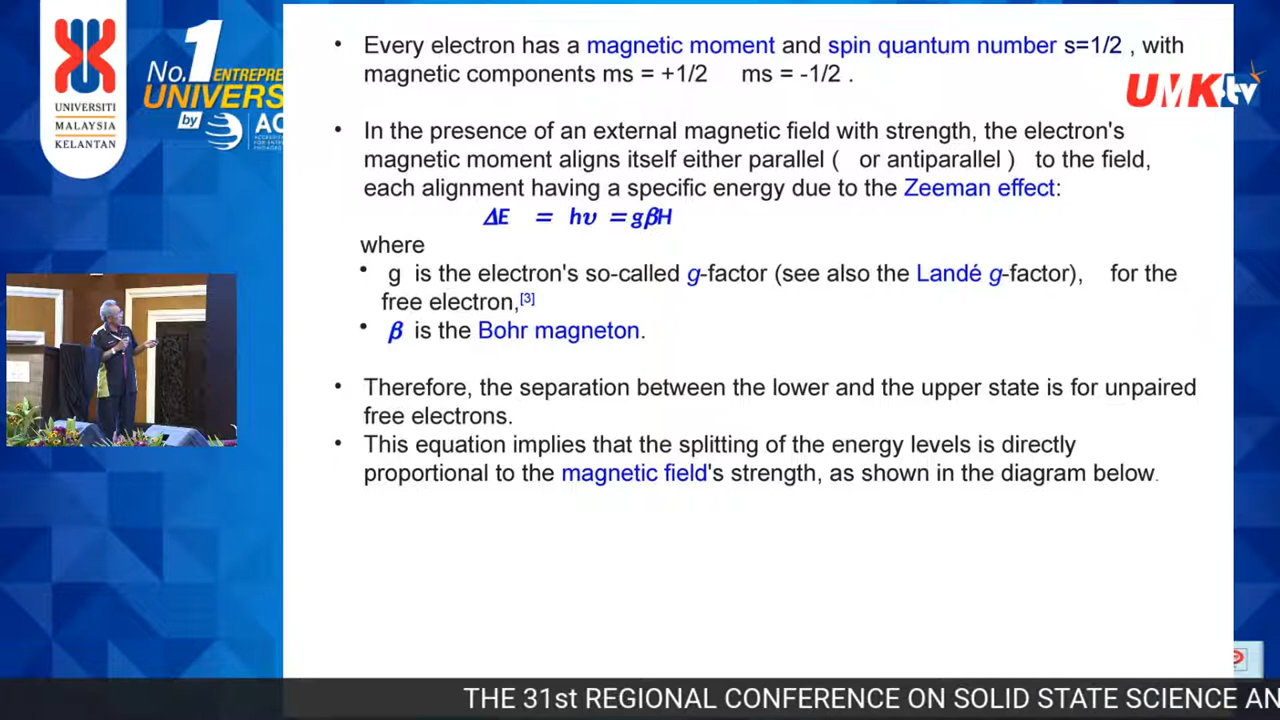 UNIVERSITI
MALAYSIA
KELANTAN
No.1
ENTREPRE
UNIVERS
by
UMK tv
• Every electron has a magnetic moment and spin quantum number s=1/2 , with
magnetic components ms = +1/2 ms = -1/2 .
• In the presence of an external magnetic field with strength, the electron's
magnetic moment aligns itself either parallel ( or antiparallel ) to the field,
each alignment having a specific energy due to the Zeeman effect:
ΔE = hυ = gβH
where
• g is the electron's so-called g-factor (see also the Landé g-factor), for the
free electron,[3]
• β is the Bohr magneton.
• Therefore, the separation between the lower and the upper state is for unpaired
free electrons.
• This equation implies that the splitting of the energy levels is directly
proportional to the magnetic field's strength, as shown in the diagram below.
THE 31st REGIONAL CONFERENCE ON SOLID STATE SCIENCE AN